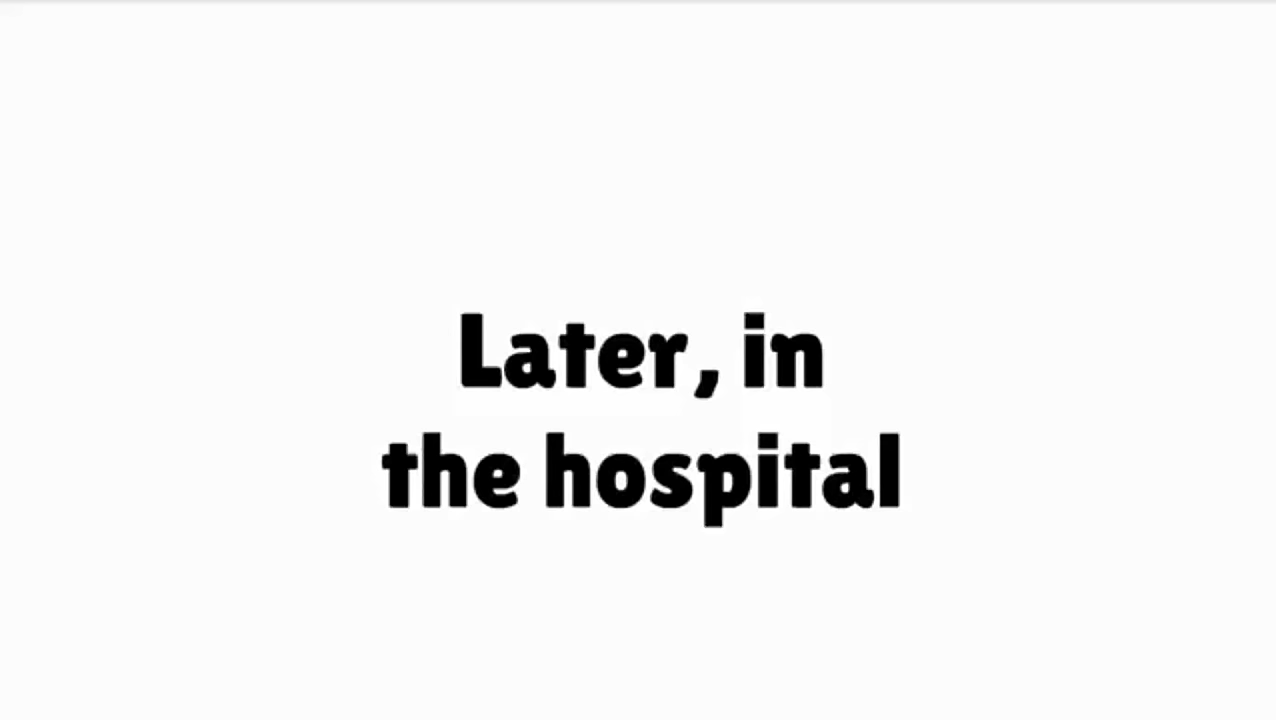 Later, in
the hospital